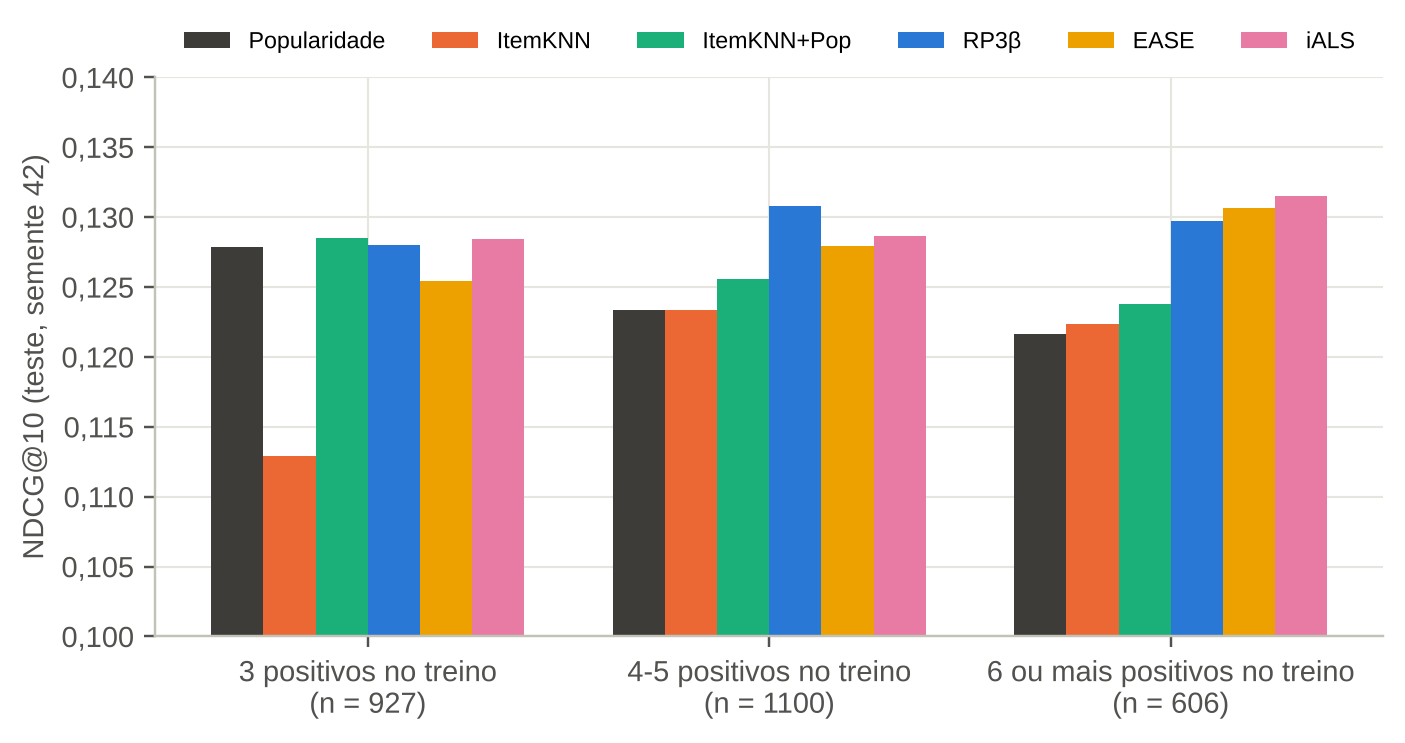 Popularidade ItemKNN ItemKNN+Pop RP3β EASE iALS
NDCG@10 (teste, semente 42)
0,140
0,135
0,130
0,125
0,120
0,115
0,110
0,105
0,100
3 positivos no treino
(n = 927)
4-5 positivos no treino
(n = 1100)
6 ou mais positivos no treino
(n = 606)